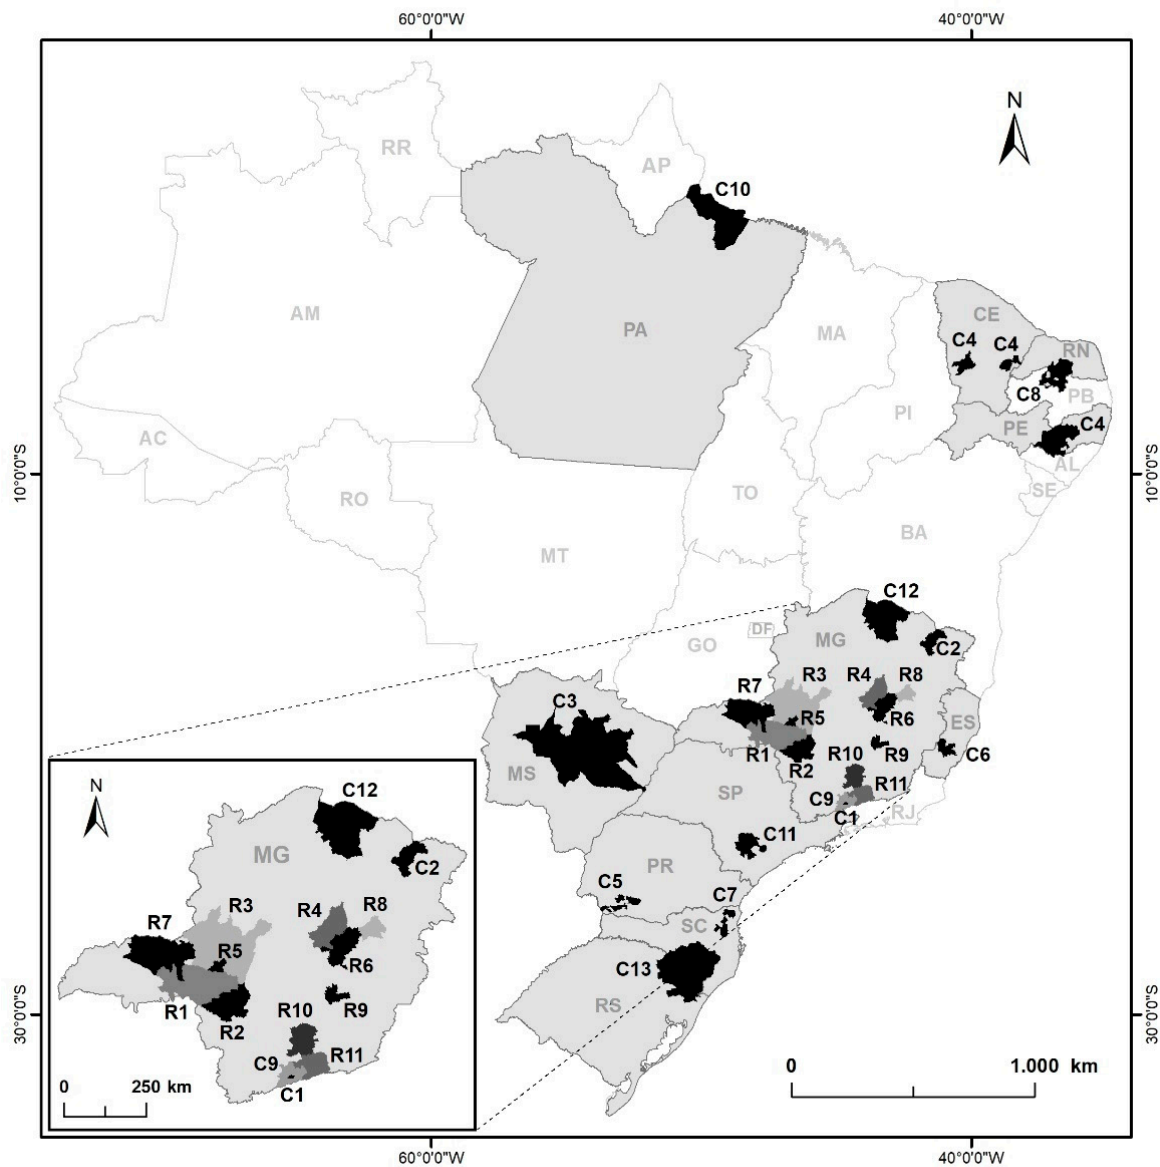 60°0'0"W 40°0'0"W
N
RR
AP
C10
AM
PA
MA
CE
C4 C4
RN
C8
PB
PI
PE
C4
AL
SE
AC
10°0'0"S 10°0'0"S
RO
TO
BA
MT
C12
DF
GO
MG
C2
R3 R4 R8
R7
C3
R5 R6
ES
R1 R2 R9
C6
MS
R10
SP
R11
C9
C1
RJ
C11
PR
C5 C7
SC
C13
RS
30°0'0"S 30°0'0"S
0 1.000 km
N
C12
MG
C2
R3 R4 R8
R7
R5
R6
R1
R2
R10 R9
R11
C9
C1
0 250 km
60°0'0"W 40°0'0"W